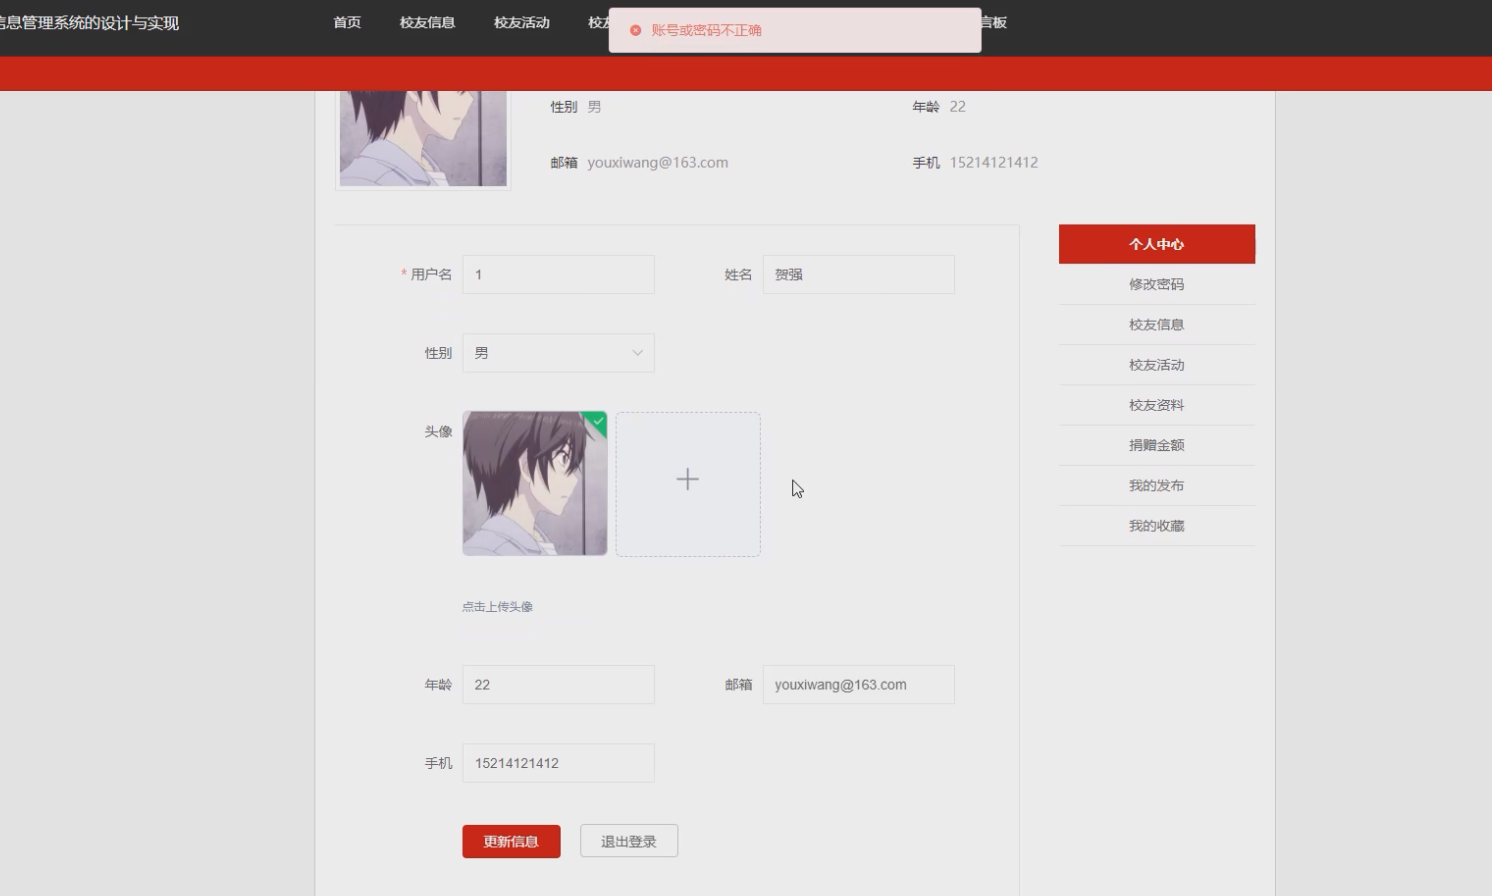 信息管理系统的设计与实现 首页 校友信息 校友活动 校友 言板
账号或密码不正确
性别 男 年龄 22
邮箱 youxiwang@163.com 手机 15214121412
个人中心
* 用户名 1 姓名 贺强
修改密码
校友信息
性别 男
校友活动
校友资料
头像
捐赠金额
我的发布
我的收藏
点击上传头像
年龄 22 邮箱 youxiwang@163.com
手机 15214121412
更新信息 退出登录